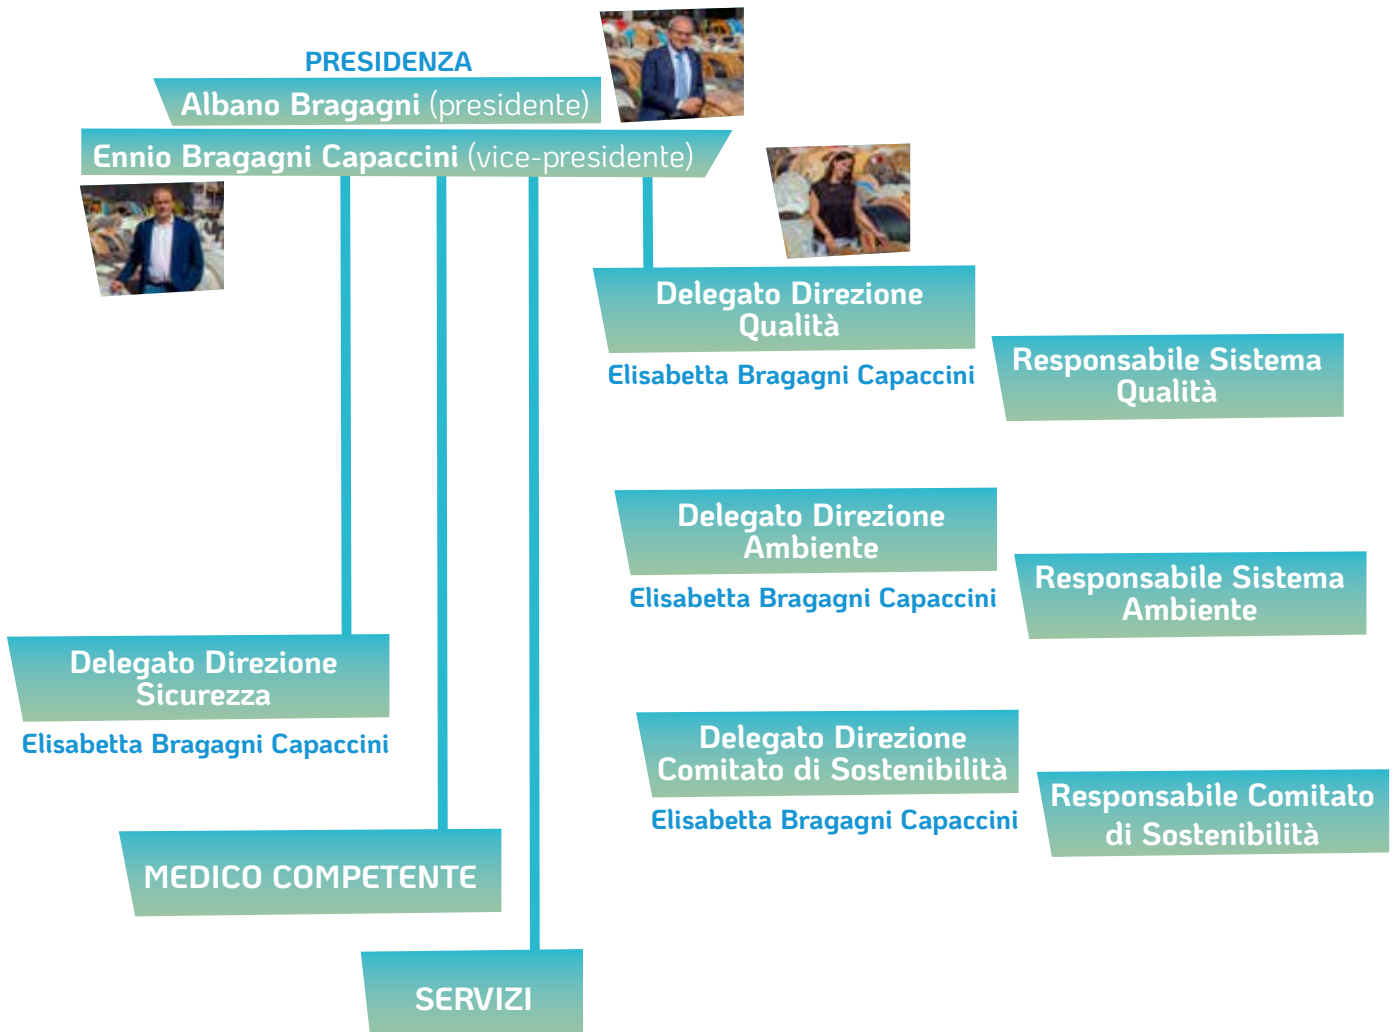 PRESIDENZA
Albano Bragagni (presidente)
Ennio Bragagni Capaccini (vice-presidente)
Delegato Direzione
Qualità
Elisabetta Bragagni Capaccini
Responsabile Sistema
Qualità
Delegato Direzione
Ambiente
Elisabetta Bragagni Capaccini
Responsabile Sistema
Ambiente
Delegato Direzione
Sicurezza
Elisabetta Bragagni Capaccini
Delegato Direzione
Comitato di Sostenibilità
Elisabetta Bragagni Capaccini
Responsabile Comitato
di Sostenibilità
MEDICO COMPETENTE
SERVIZI